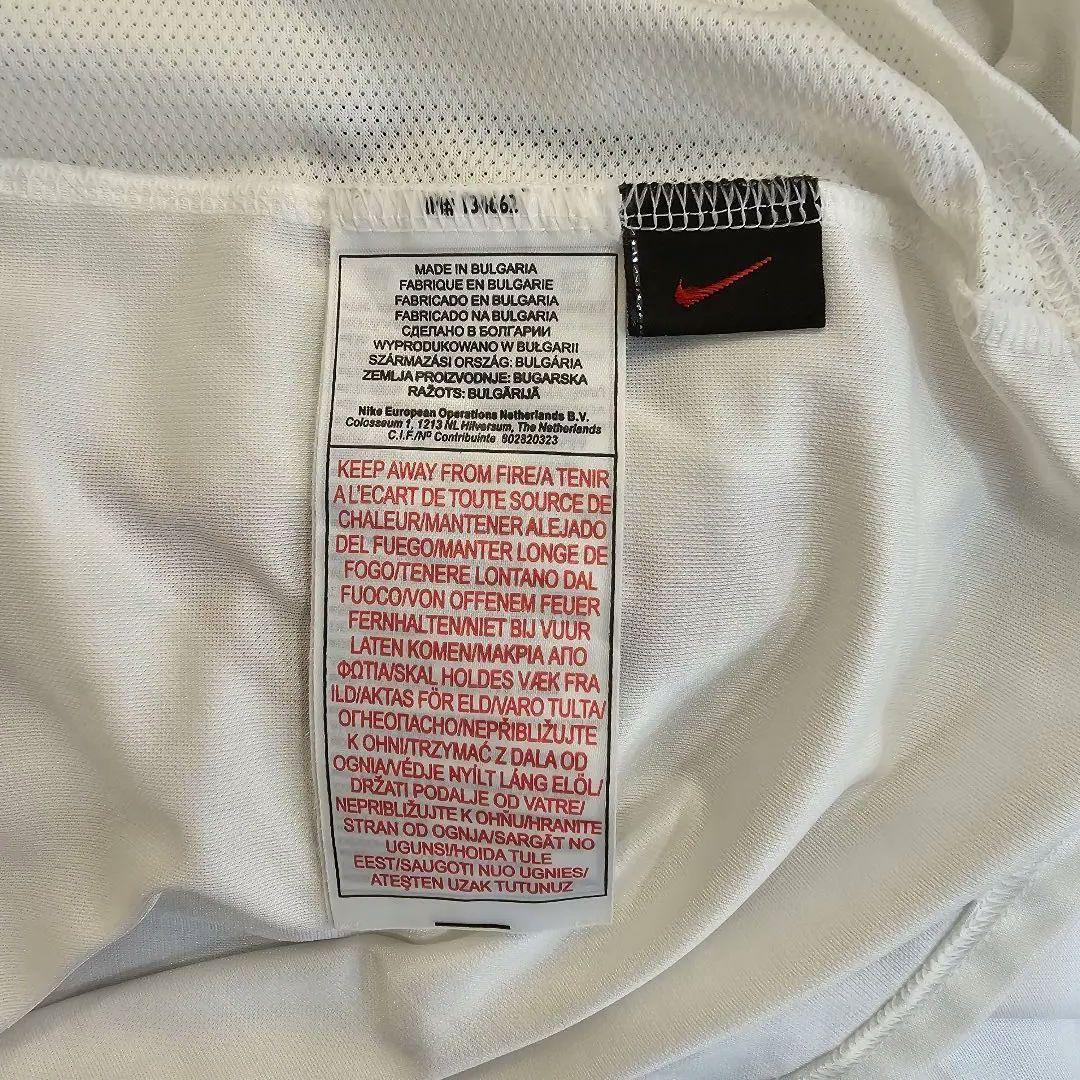 MADE IN BULGARIA
FABRIQUE EN BULGARIE
FABRICADO EN BULGARIA
FABRICADO NA BULGARIA
СДЕЛАНО В БОЛГАРИИ
WYPRODUKOWANO W BUŁGARII
SZÁRMAZÁSI ORSZÁG: BULGÁRIA
ZEMLJA PROIZVODNJE: BUGARSKA
RAŽOTS: BULGĀRIJĀ
Nike European Operations Netherlands B.V.
Colosseum 1, 1213 NL Hilversum, The Netherlands
C.I.F./Nº Contribuinte 802820323
KEEP AWAY FROM FIRE/A TENIR
A L'ECART DE TOUTE SOURCE DE
CHALEUR/MANTENER ALEJADO
DEL FUEGO/MANTER LONGE DE
FOGO/TENERE LONTANO DAL
FUOCO/VON OFFENEM FEUER
FERNHALTEN/NIET BIJ VUUR
LATEN KOMEN/ΜΑΚΡΙΑ ΑΠΟ
ΦΩΤΙΑ/SKAL HOLDES VÆK FRA
ILD/AKTAS FÖR ELD/VARO TULTA/
ОГНЕОПАСНО/NEPŘIBLIŽUJTE
K OHNI/TRZYMAĆ Z DALA OD
OGNIA/VÉDJE NYÍLT LÁNG ELŐL/
DRŽATI PODALJE OD VATRE/
NEPRIBLIŽUJTE K OHŇU/HRANITE
STRAN OD OGNJA/SARGĀT NO
UGUNS!/HOIDA TULE
EEST/SAUGOTI NUO UGNIES/
ATEŞTEN UZAK TUTUNUZ